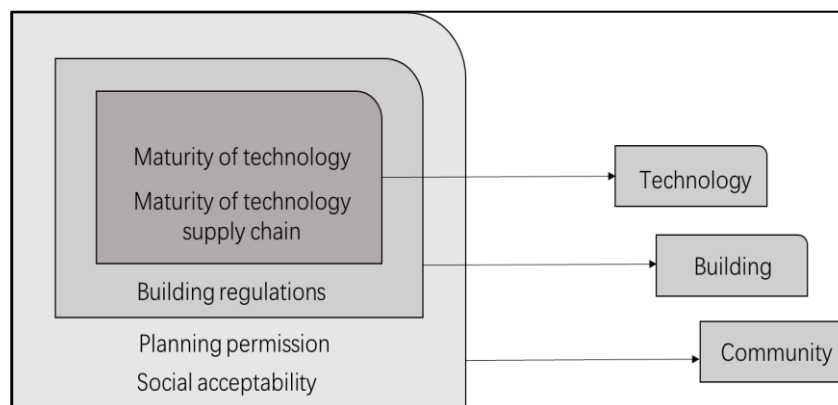 Maturity of technology
Maturity of technology
supply chain
Building regulations
Planning permission
Social acceptability
Technology
Building
Community